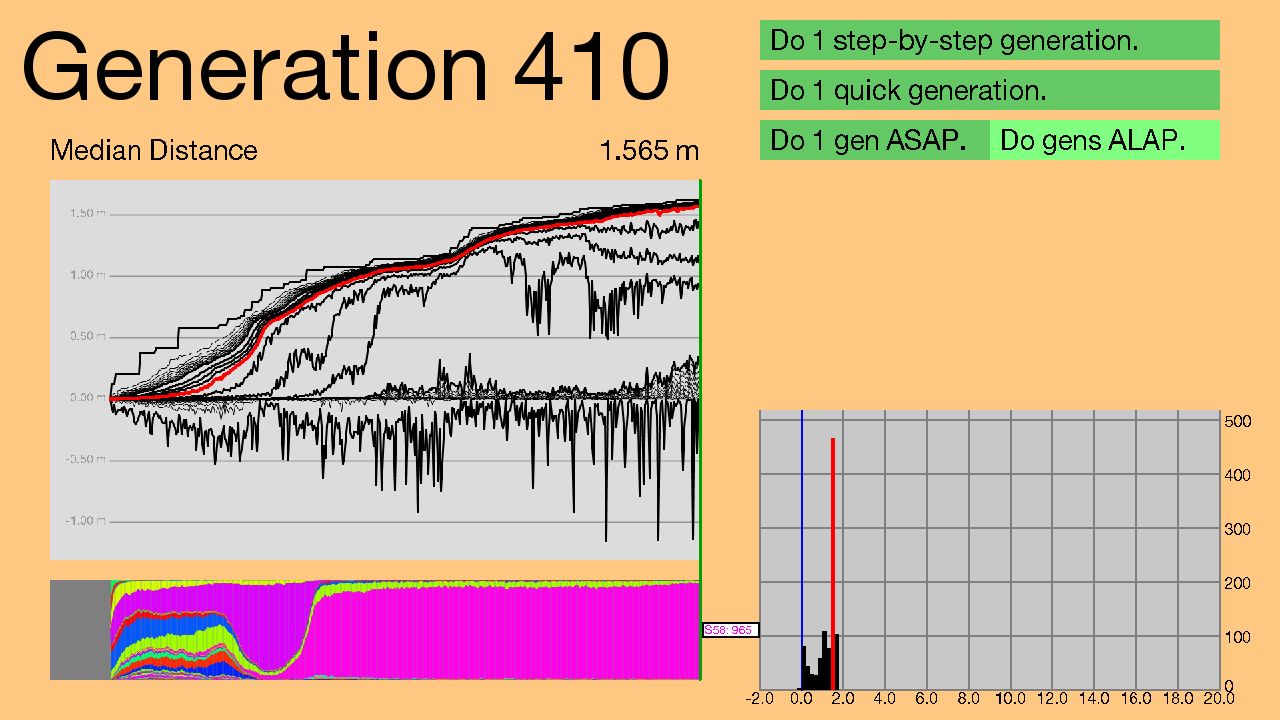 Generation 410
Do 1 step-by-step generation.
Do 1 quick generation.
Do 1 gen ASAP.
Do gens ALAP.
Median Distance
1.565 m
1.50 m
1.00 m
0.50 m
0.00 m
-0.50 m
-1.00 m
S58: 965
500
400
300
200
100
0
-2.0 0.0 2.0 4.0 6.0 8.0 10.0 12.0 14.0 16.0 18.0 20.0